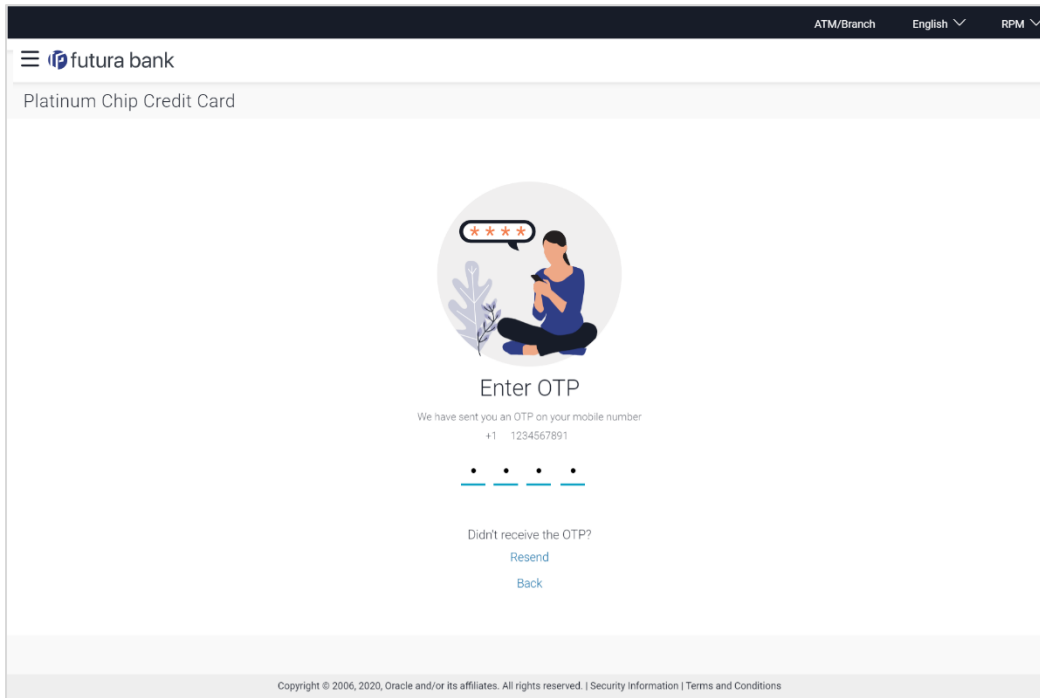 ATM/Branch English RPM
futura bank
Platinum Chip Credit Card
****
Enter OTP
We have sent you an OTP on your mobile number
+1 1234567891
Didn't receive the OTP?
Resend
Back
Copyright © 2006, 2020, Oracle and/or its affiliates. All rights reserved. | Security Information | Terms and Conditions